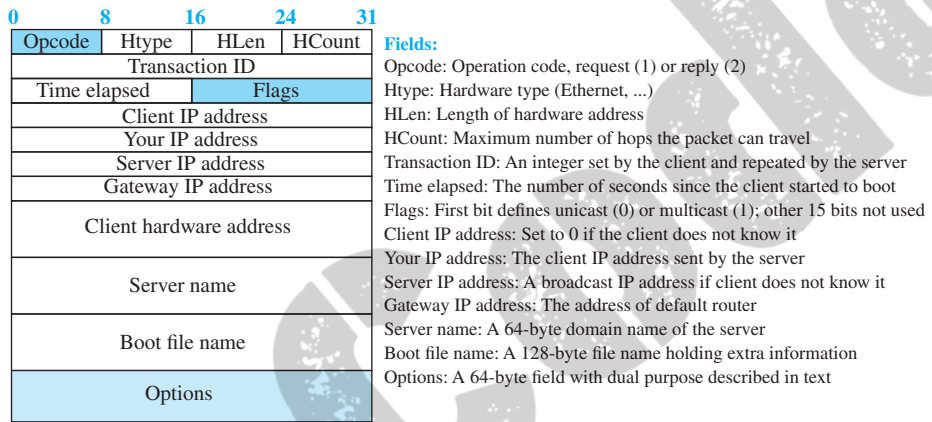 0 8 16 24 31
Opcode Htype HLen HCount
Transaction ID
Time elapsed Flags
Client IP address
Your IP address
Server IP address
Gateway IP address
Client hardware address
Server name
Boot file name
Options
Fields:
Opcode: Operation code, request (1) or reply (2)
Htype: Hardware type (Ethernet, ...)
HLen: Length of hardware address
HCount: Maximum number of hops the packet can travel
Transaction ID: An integer set by the client and repeated by the server
Time elapsed: The number of seconds since the client started to boot
Flags: First bit defines unicast (0) or multicast (1); other 15 bits not used
Client IP address: Set to 0 if the client does not know it
Your IP address: The client IP address sent by the server
Server IP address: A broadcast IP address if client does not know it
Gateway IP address: The address of default router
Server name: A 64-byte domain name of the server
Boot file name: A 128-byte file name holding extra information
Options: A 64-byte field with dual purpose described in text